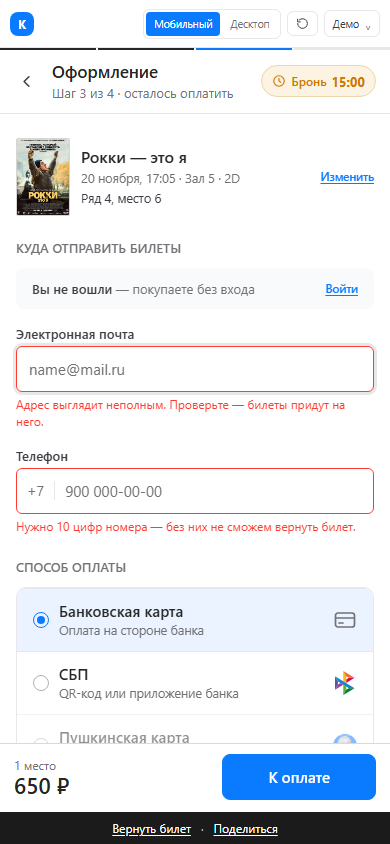 К
Мобильный
Десктоп
Демо
Оформление
Шаг 3 из 4 · осталось оплатить
Бронь 15:00
РОККИ
ЭТО Я
Рокки — это я
20 ноября, 17:05 · Зал 5 · 2D
Ряд 4, место 6
Изменить
КУДА ОТПРАВИТЬ БИЛЕТЫ
Вы не вошли — покупаете без входа
Войти
Электронная почта
name@mail.ru
Адрес выглядит неполным. Проверьте — билеты придут на
него.
Телефон
+7 900 000-00-00
Нужно 10 цифр номера — без них не сможем вернуть билет.
СПОСОБ ОПЛАТЫ
Банковская карта
Оплата на стороне банка
СБП
QR-код или приложение банка
Пушкинская карта
1 место
650 ₽
К оплате
Вернуть билет · Поделиться